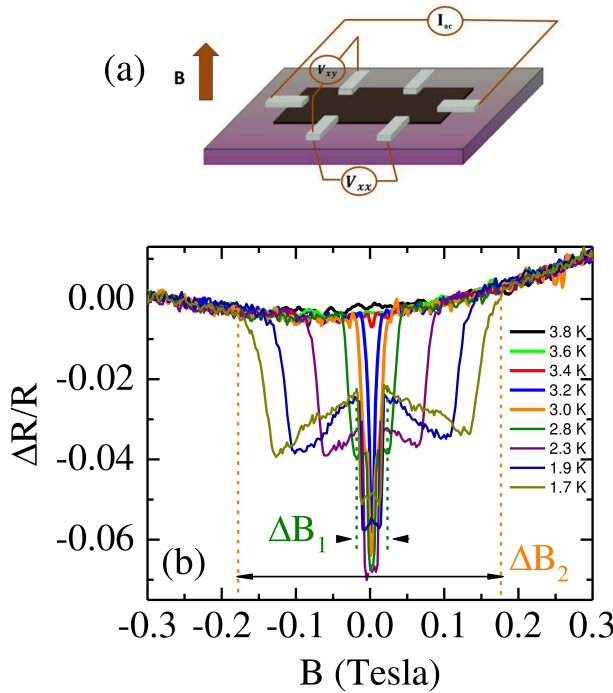 (a)
B
I_ac
V_xy
V_xx
ΔR/R
0.00
-0.02
-0.04
-0.06
3.8 K
3.6 K
3.4 K
3.2 K
3.0 K
2.8 K
2.3 K
1.9 K
1.7 K
ΔB₁
ΔB₂
(b)
-0.3 -0.2 -0.1 0.0 0.1 0.2 0.3
B (Tesla)